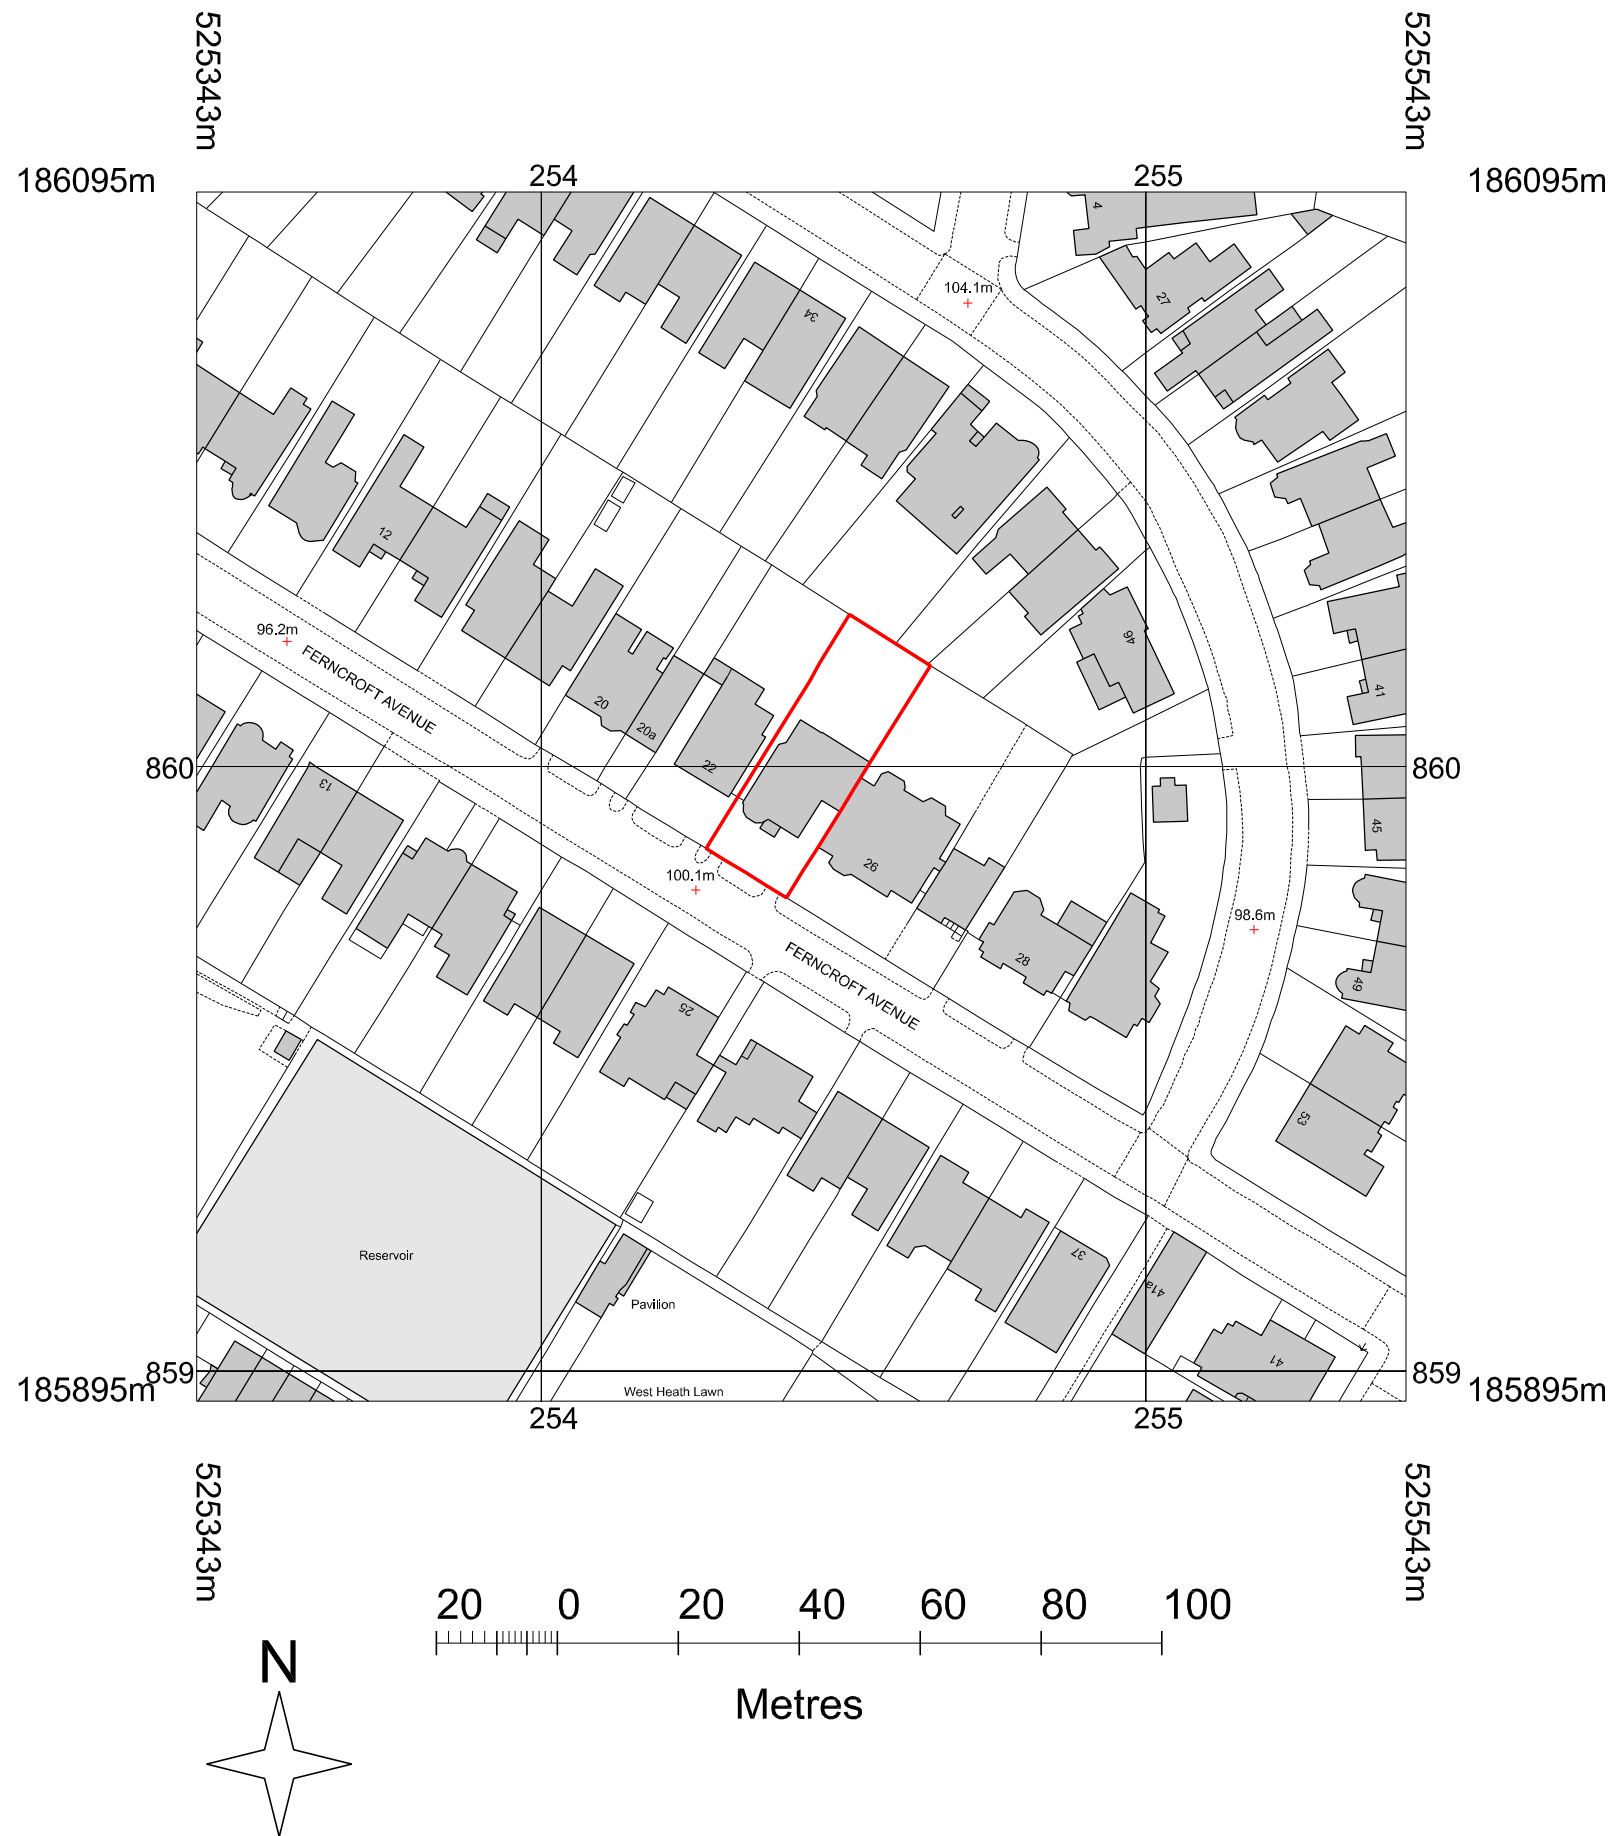 525343m
525543m
186095m
254
255
186095m
4
104.1m
27
34
12
46
96.2m
FERNCROFT AVENUE
41
20
20a
22
860
860
13
45
26
100.1m
98.6m
28
FERNCROFT AVENUE
49
25
53
Reservoir
37
41a
Pavilion
41
859
859
185895m
185895m
West Heath Lawn
254
255
525343m
525543m
20 0 20 40 60 80 100
N
Metres